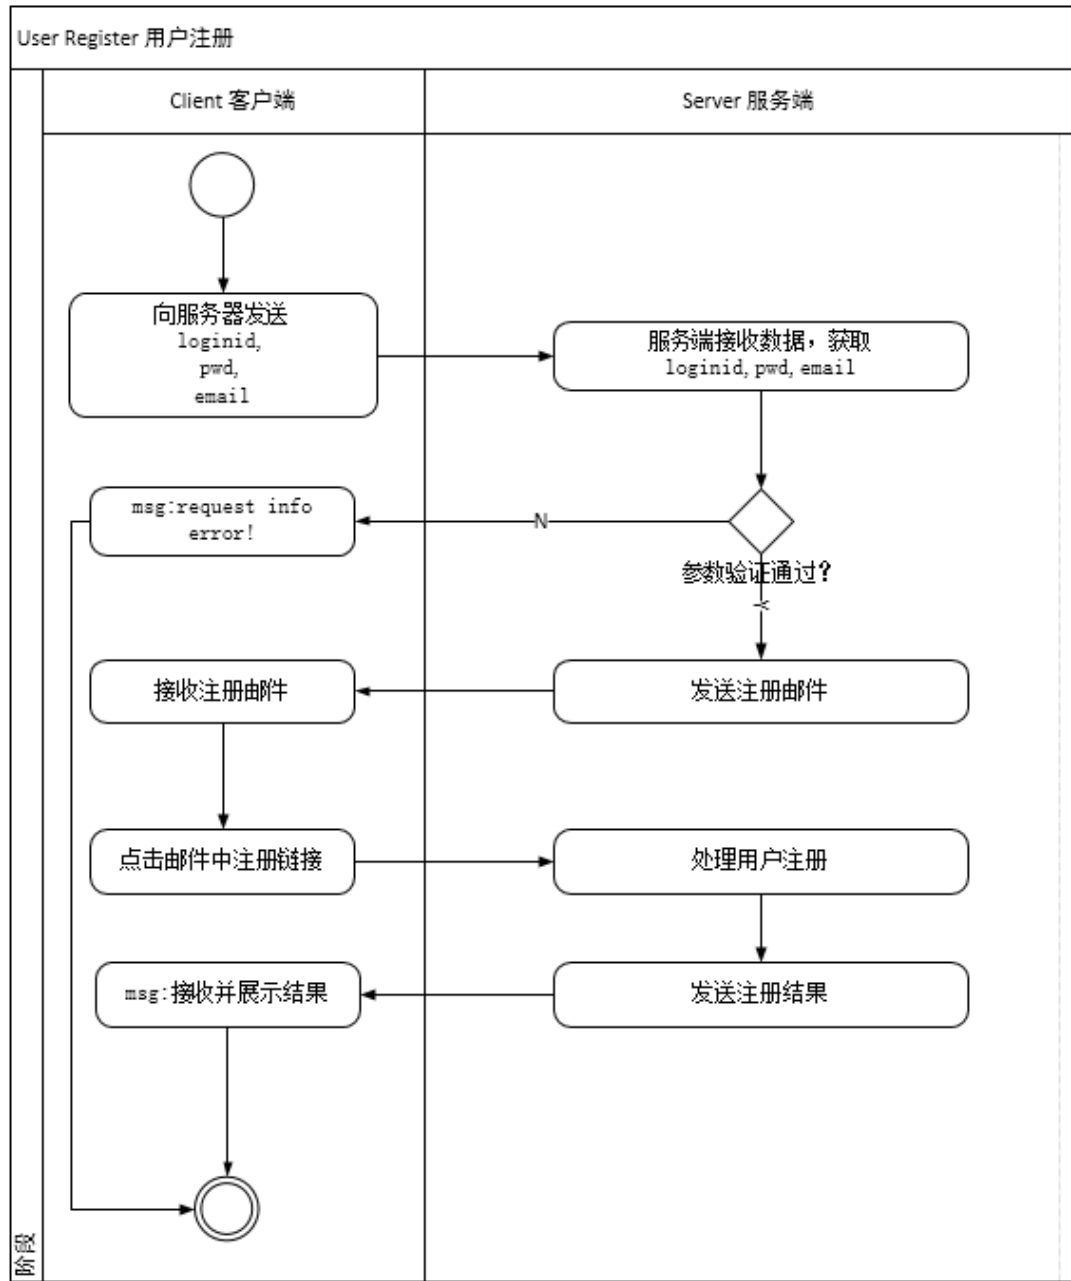 User Register 用户注册
Client 客户端
Server 服务端
向服务器发送
loginid,
pwd,
email
服务端接收数据，获取
loginid, pwd, email
msg:request info
error!
N
参数验证通过？
Y
接收注册邮件
发送注册邮件
点击邮件中注册链接
处理用户注册
msg:接收并展示结果
发送注册结果
阶段